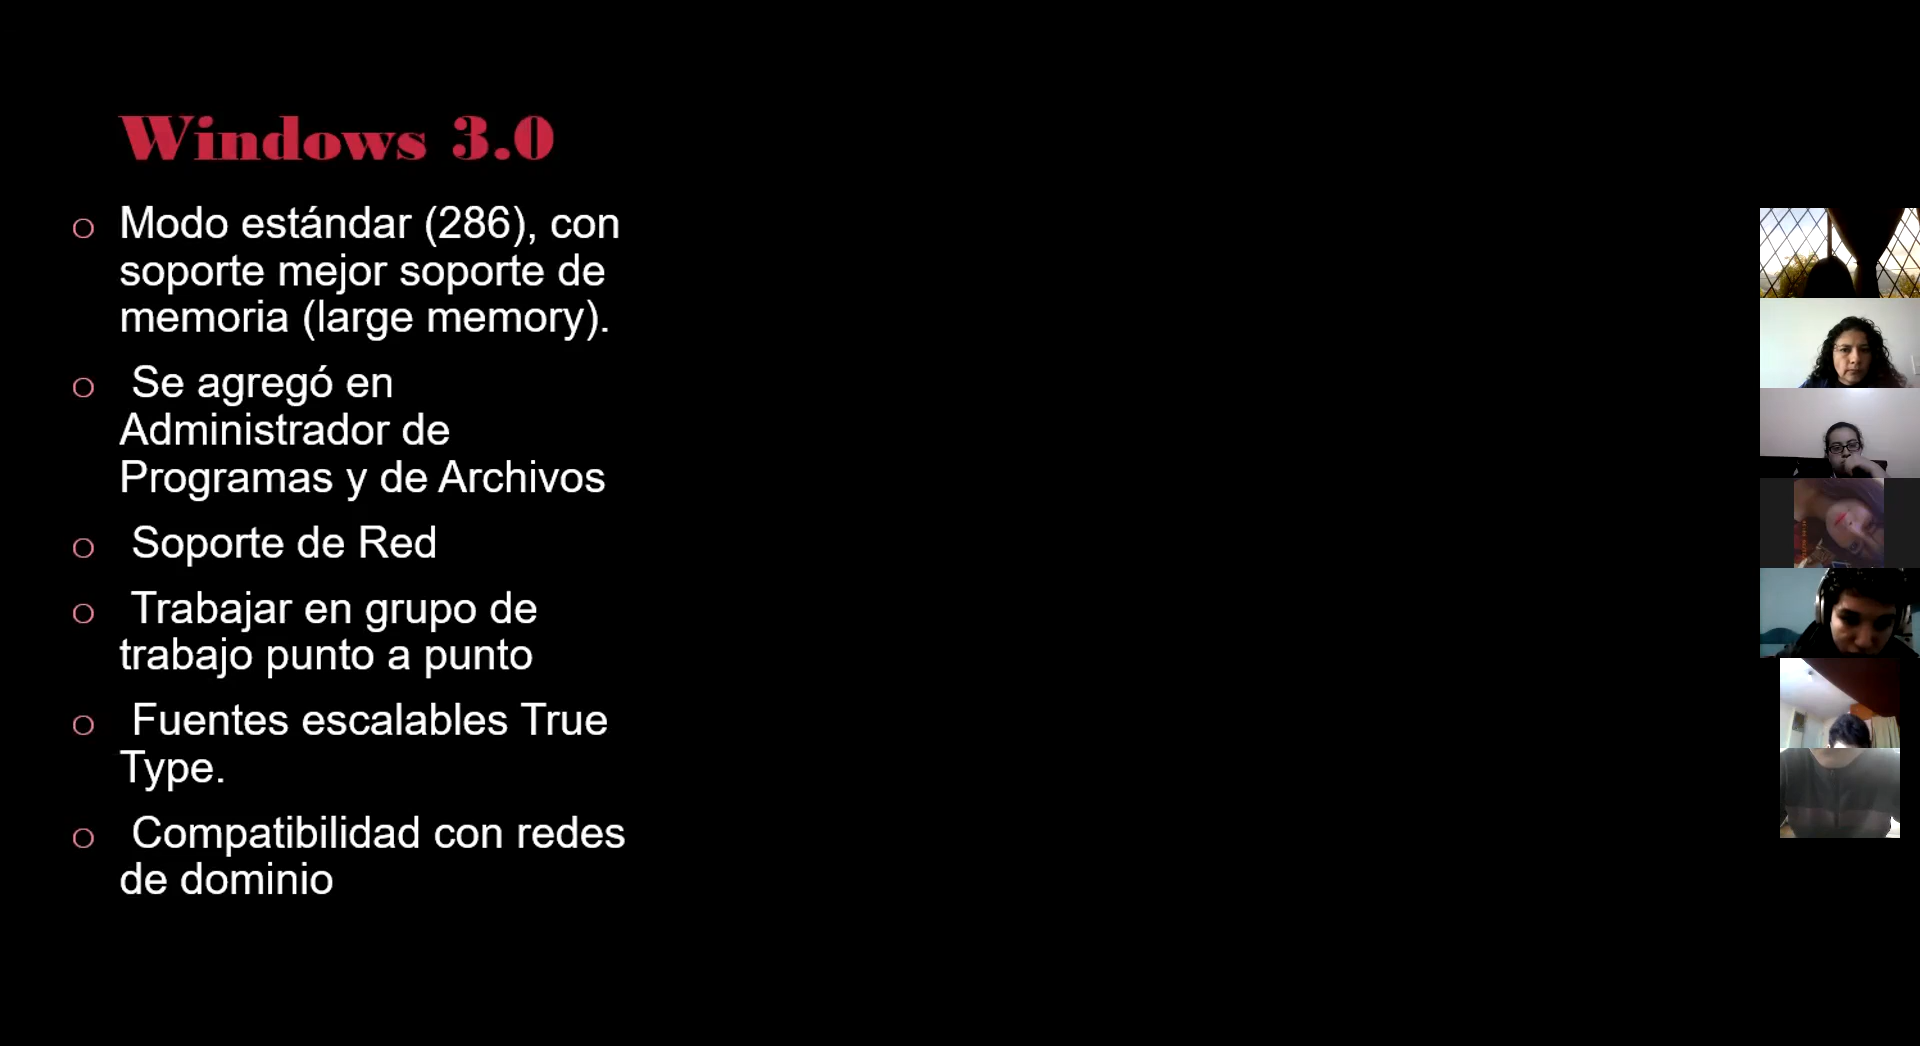 Windows 3.0
o Modo estándar (286), con
soporte mejor soporte de
memoria (large memory).
o Se agregó en
Administrador de
Programas y de Archivos
o Soporte de Red
o Trabajar en grupo de
trabajo punto a punto
o Fuentes escalables True
Type.
o Compatibilidad con redes
de dominio